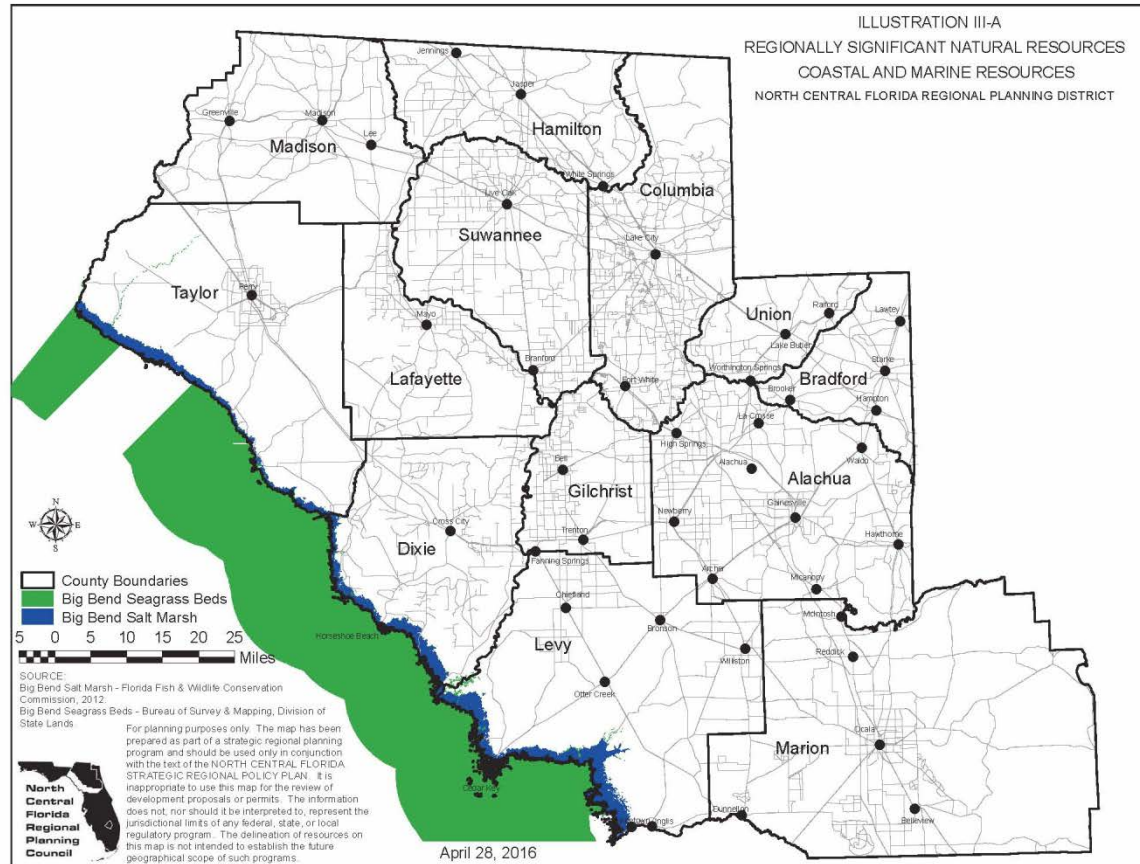 ILLUSTRATION III-A
REGIONALLY SIGNIFICANT NATURAL RESOURCES
COASTAL AND MARINE RESOURCES
NORTH CENTRAL FLORIDA REGIONAL PLANNING DISTRICT
Jennings
Jasper
Hamilton
Greenville
Madison
Lee
Madison
White Springs
Columbia
Live Oak
Suwannee
Lake City
Taylor
Perry
Mayo
Lafayette
Branford
Fort White
Union
Raiford
Lake Butler
Lawtey
Worthington Springs
Bradford
Starke
Brooker
Hampton
La Crosse
High Springs
Waldo
Alachua
Alachua
Bell
Gilchrist
Gainesville
Newberry
Trenton
Hawthorne
Cross City
Dixie
Fanning Springs
Archer
Micanopy
Chiefland
McIntosh
Bronson
Levy
Reddick
Williston
Horseshoe Beach
Otter Creek
Ocala
Marion
Cedar Key
Dunnellon
Belleview
Inglis
N
W E
S
County Boundaries
Big Bend Seagrass Beds
Big Bend Salt Marsh
5 0 5 10 15 20 25
Miles
SOURCE:
Big Bend Salt Marsh - Florida Fish & Wildlife Conservation
Commission, 2012.
Big Bend Seagrass Beds - Bureau of Survey & Mapping, Division of
State Lands
For planning purposes only. The map has been
prepared as part of a strategic regional planning
program and should be used only in conjunction
with the text of the NORTH CENTRAL FLORIDA
STRATEGIC REGIONAL POLICY PLAN. It is
inappropriate to use this map for the review of
development proposals or permits. The information
does not, nor should it be interpreted to, represent the
jurisdictional limits of any federal, state, or local
regulatory program. The delineation of resources on
this map is not intended to establish the future
geographical scope of such programs.
North
Central
Florida
Regional
Planning
Council
April 28, 2016